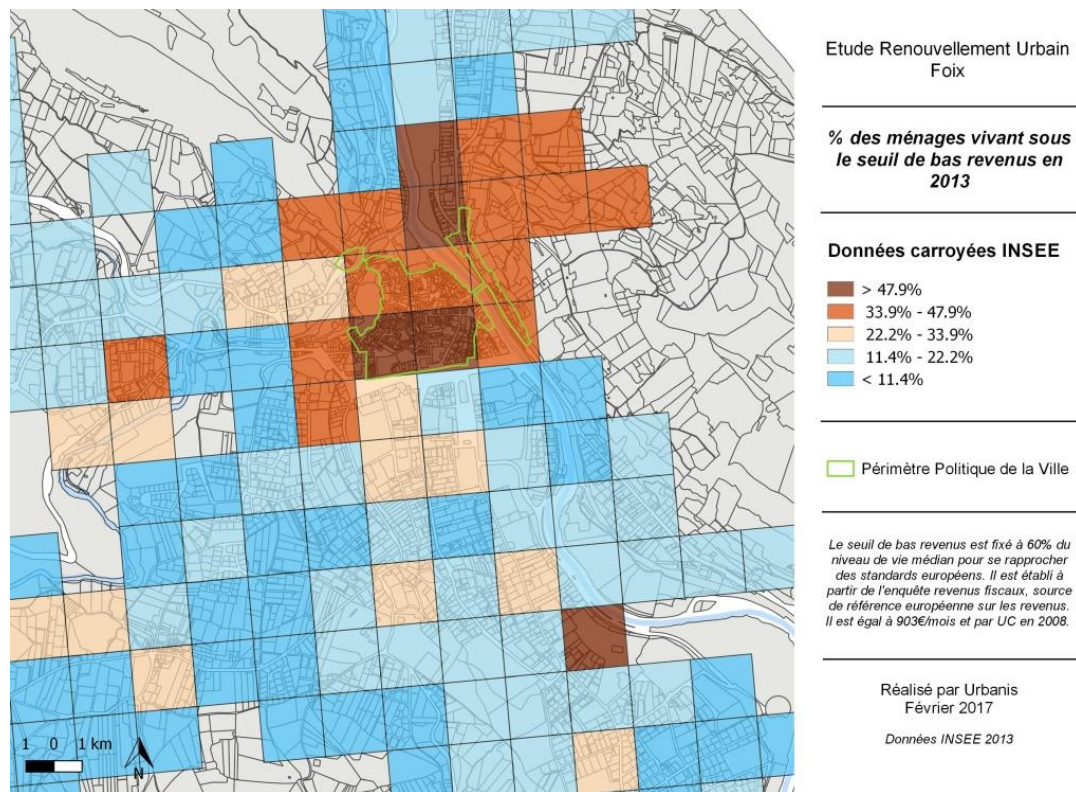 Etude Renouvellement Urbain
Foix
% des ménages vivant sous
le seuil de bas revenus en
2013
Données carroyées INSEE
> 47.9%
33.9% - 47.9%
22.2% - 33.9%
11.4% - 22.2%
< 11.4%
Périmètre Politique de la Ville
Le seuil de bas revenus est fixé à 60% du
niveau de vie médian pour se rapprocher
des standards européens. Il est établi à
partir de l'enquête revenus fiscaux, source
de référence européenne sur les revenus.
Il est égal à 903€/mois et par UC en 2008.
Réalisé par Urbanis
Février 2017
Données INSEE 2013
1 0 1 km
N